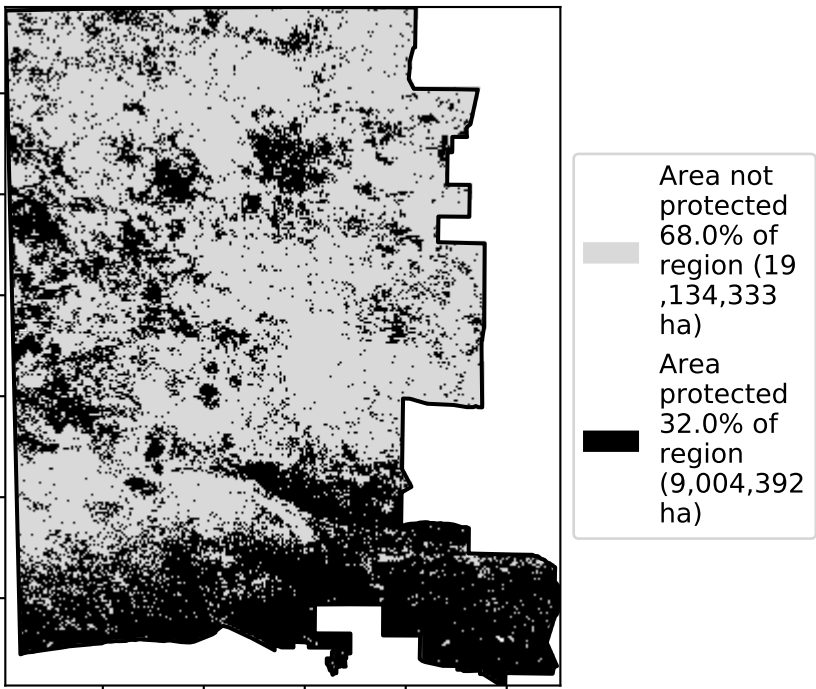 Area not
protected
68.0% of
region (19
,134,333
ha)
Area
protected
32.0% of
region
(9,004,392
ha)